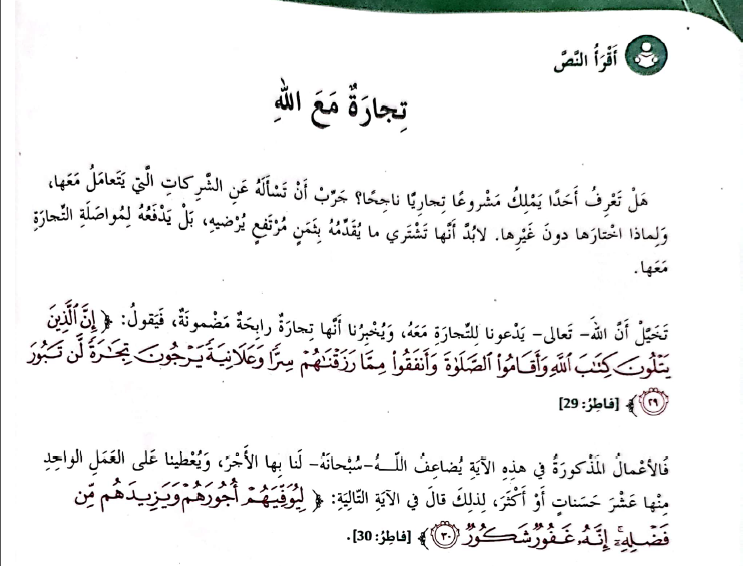 أَقْرَأُ النَّصَّ
تِجارَةٌ مَعَ اللهِ
هَلْ تَعْرِفُ أَحَدًا يَمْلِكُ مَشْروعًا تِجارِيًّا ناجِحًا؟ جَرِّبْ أَنْ تَسْأَلَهُ عَنِ الشَّرِكاتِ الَّتي يَتَعامَلُ مَعَها،
وَلِماذا اخْتارَها دونَ غَيْرِها. لابُدَّ أَنَّها تَشْتَري ما يُقَدِّمُهُ بِثَمَنٍ مُرْتَفِعٍ يُرْضيهِ، بَلْ يَدْفَعُهُ لِمُواصَلَةِ التِّجارَةِ
مَعَها.
تَخَيَّلْ أَنَّ اللهَ- تَعالى- يَدْعونا لِلتِّجارَةِ مَعَهُ، وَيُخْبِرُنا أَنَّها تِجارَةٌ رابِحَةٌ مَضْمونَةٌ، فَيَقولُ: ﴿ إِنَّ ٱلَّذِينَ
يَتْلُونَ كِتَٰبَ ٱللَّهِ وَأَقَامُوا۟ ٱلصَّلَوٰةَ وَأَنفَقُوا۟ مِمَّا رَزَقْنَٰهُمْ سِرًّا وَعَلَانِيَةً يَرْجُونَ تِجَٰرَةً لَّن تَبُورَ
٢٩ ﴾ [فاطِرُ: 29]
فَالأَعْمالُ المَذْكورَةُ في هذِهِ الآيَةِ يُضاعِفُ اللّـــهُ-سُبْحانَهُ- لَنا بِها الأَجْرَ، وَيُعْطينا عَلى العَمَلِ الواحِدِ
مِنْها عَشْرَ حَسَناتٍ أَوْ أَكْثَرَ، لِذلِكَ قالَ في الآيَةِ التّالِيَةِ: ﴿ لِيُوَفِّيَهُمْ أُجُورَهُمْ وَيَزِيدَهُم مِّن
فَضْلِهِۦٓ ۚ إِنَّهُۥ غَفُورٌ شَكُورٌ ٣٠ ﴾ [فاطِرُ: 30].